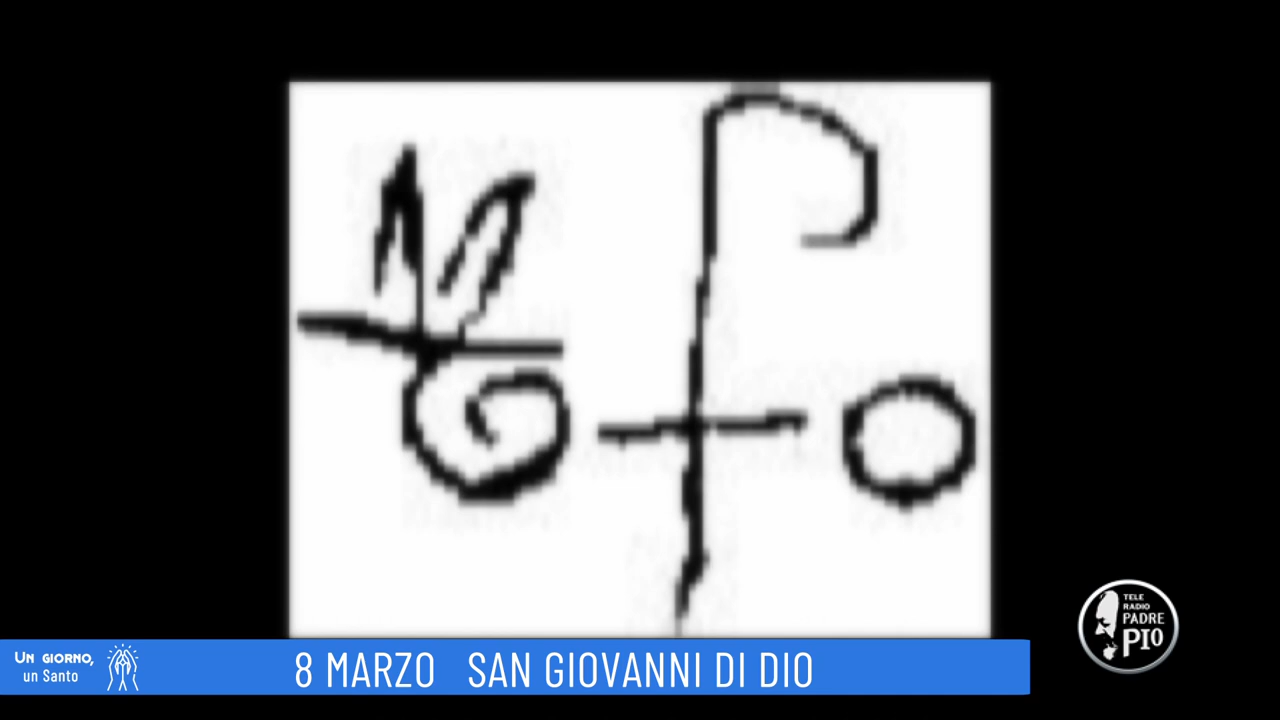 Un giorno,
un Santo
8 MARZO SAN GIOVANNI DI DIO
TELE
RADIO
PADRE
PIO